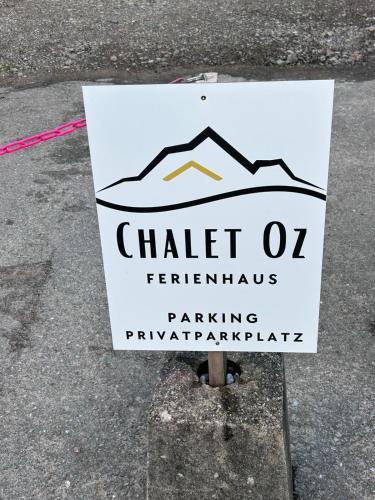 CHALET OZ
FERIENHAUS
PARKING
PRIVATPARKPLATZ